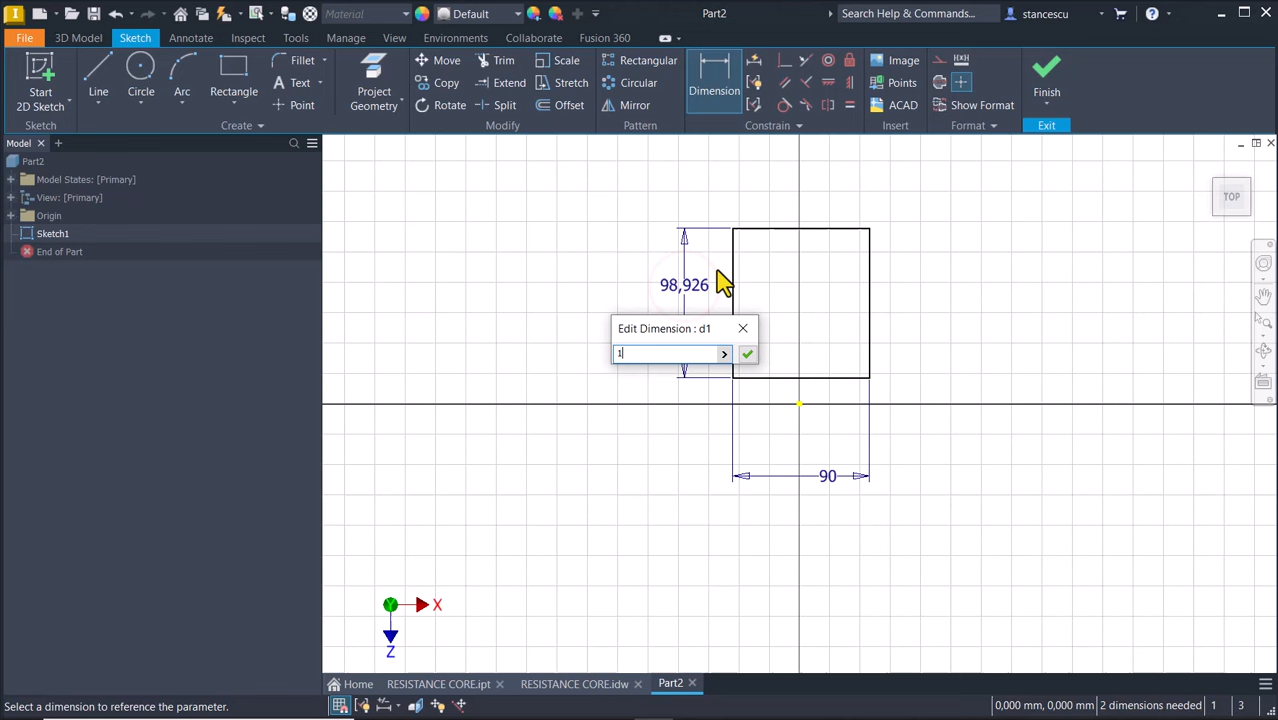 Material
Default
Part2
Search Help & Commands...
stancescu
File
3D Model
Sketch
Annotate
Inspect
Tools
Manage
View
Environments
Collaborate
Fusion 360
Start
2D Sketch
Line
Circle
Arc
Rectangle
Fillet
Text
Point
Project
Geometry
Move
Copy
Rotate
Trim
Extend
Split
Scale
Stretch
Offset
Rectangular
Circular
Mirror
Dimension
Image
Points
ACAD
Show Format
Finish
Sketch
Create
Modify
Pattern
Constrain
Insert
Format
Exit
Model
Part2
Model States: [Primary]
View: [Primary]
Origin
Sketch1
End of Part
TOP
98,926
Edit Dimension : d1
1
90
X
Z
Home
RESISTANCE CORE.ipt
RESISTANCE CORE.idw
Part2
Select a dimension to reference the parameter.
0,000 mm, 0,000 mm
2 dimensions needed
1
3